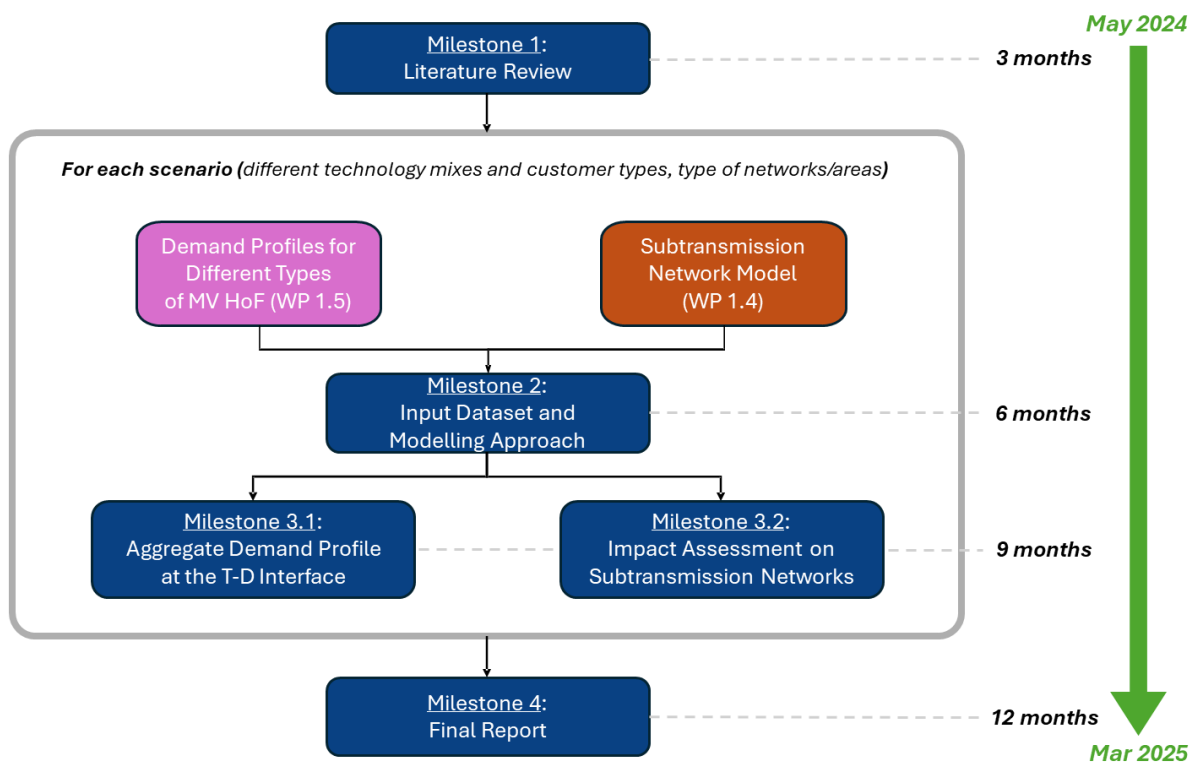 May 2024
Milestone 1:
Literature Review
3 months
For each scenario (different technology mixes and customer types, type of networks/areas)
Demand Profiles for
Different Types
of MV HoF (WP 1.5)
Subtransmission
Network Model
(WP 1.4)
Milestone 2:
Input Dataset and
Modelling Approach
6 months
Milestone 3.1:
Aggregate Demand Profile
at the T-D Interface
Milestone 3.2:
Impact Assessment on
Subtransmission Networks
9 months
Milestone 4:
Final Report
12 months
Mar 2025